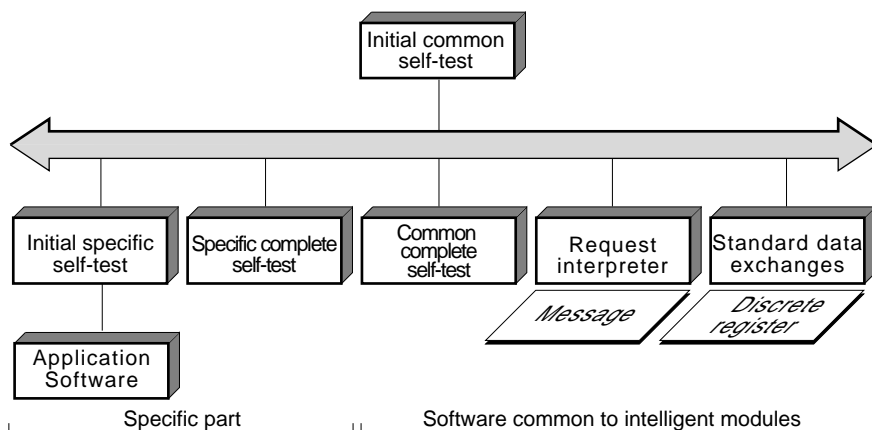 Initial common
self-test
Initial specific
self-test
Specific complete
self-test
Common
complete
self-test
Request
interpreter
Standard data
exchanges
Message
Discrete
register
Application
Software
Specific part
Software common to intelligent modules